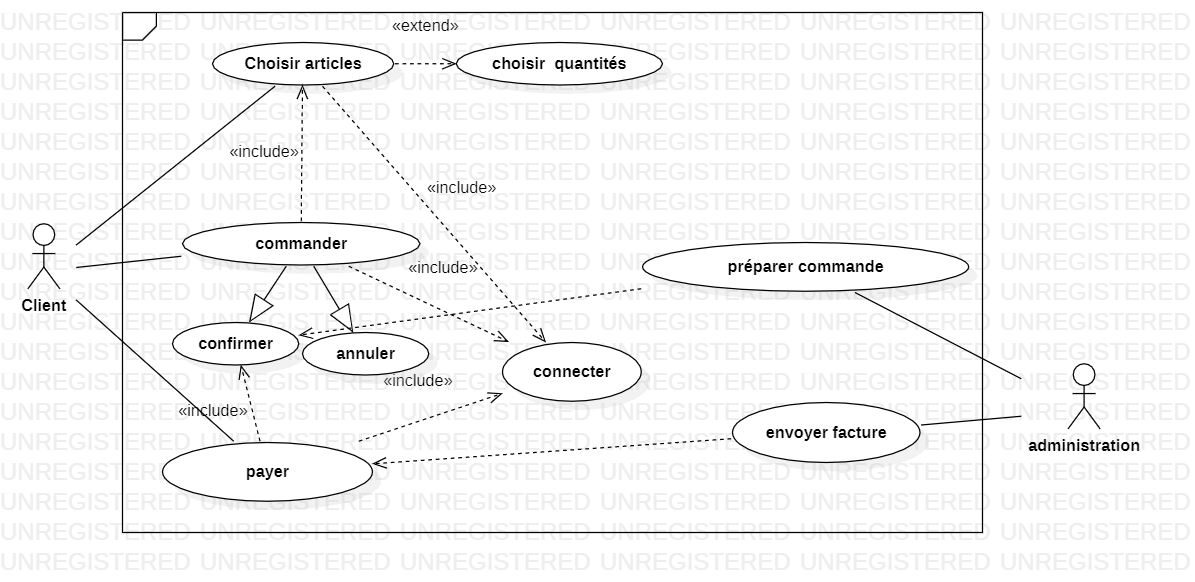 «extend»
Choisir articles
choisir quantités
«include»
«include»
commander
«include»
préparer commande
Client
confirmer
annuler
connecter
«include»
«include»
envoyer facture
administration
payer
UNREGISTERED